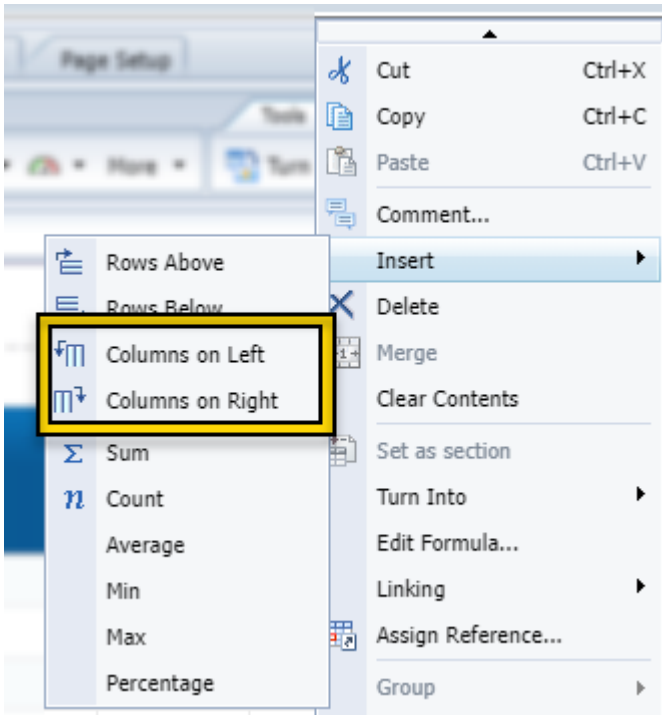 Page Setup
Tools
More
Turn
Cut Ctrl+X
Copy Ctrl+C
Paste Ctrl+V
Comment...
Insert
Delete
Merge
Clear Contents
Set as section
Turn Into
Edit Formula...
Linking
Assign Reference...
Group
Rows Above
Rows Below
Columns on Left
Columns on Right
Sum
Count
Average
Min
Max
Percentage